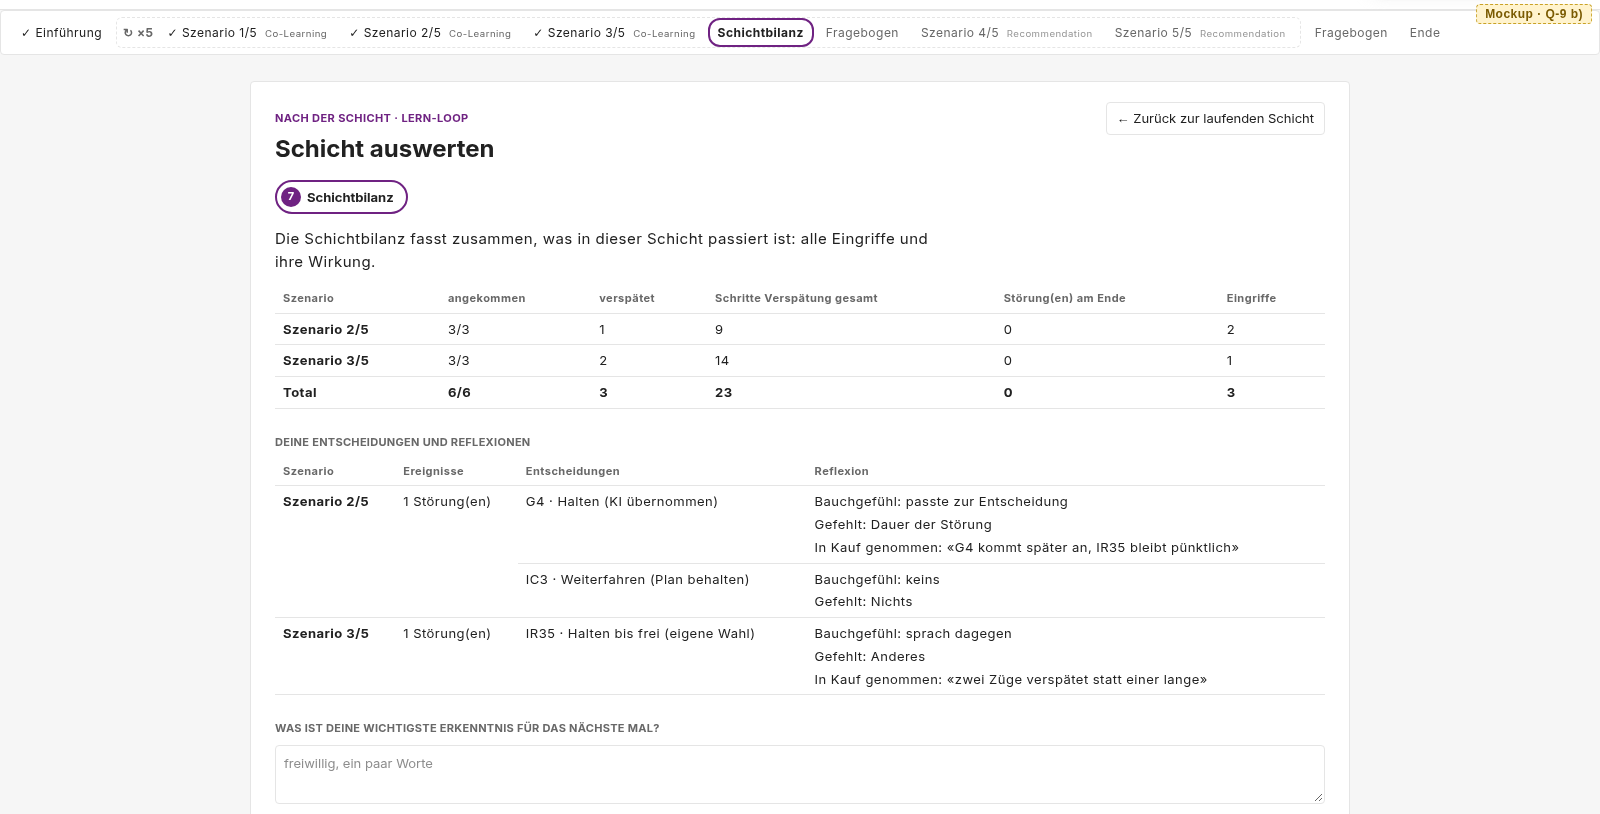 Mockup · Q-9 b)
✓ Einführung
↻ ×5
✓ Szenario 1/5 Co-Learning
✓ Szenario 2/5 Co-Learning
✓ Szenario 3/5 Co-Learning
Schichtbilanz
Fragebogen
Szenario 4/5 Recommendation
Szenario 5/5 Recommendation
Fragebogen
Ende
NACH DER SCHICHT · LERN-LOOP
← Zurück zur laufenden Schicht
Schicht auswerten
7 Schichtbilanz
Die Schichtbilanz fasst zusammen, was in dieser Schicht passiert ist: alle Eingriffe und
ihre Wirkung.
Szenario angekommen verspätet Schritte Verspätung gesamt Störung(en) am Ende Eingriffe
Szenario 2/5 3/3 1 9 0 2
Szenario 3/5 3/3 2 14 0 1
Total 6/6 3 23 0 3
DEINE ENTSCHEIDUNGEN UND REFLEXIONEN
Szenario Ereignisse Entscheidungen Reflexion
Szenario 2/5 1 Störung(en) G4 · Halten (KI übernommen) Bauchgefühl: passte zur Entscheidung
Gefehlt: Dauer der Störung
In Kauf genommen: «G4 kommt später an, IR35 bleibt pünktlich»
IC3 · Weiterfahren (Plan behalten) Bauchgefühl: keins
Gefehlt: Nichts
Szenario 3/5 1 Störung(en) IR35 · Halten bis frei (eigene Wahl) Bauchgefühl: sprach dagegen
Gefehlt: Anderes
In Kauf genommen: «zwei Züge verspätet statt einer lange»
WAS IST DEINE WICHTIGSTE ERKENNTNIS FÜR DAS NÄCHSTE MAL?
freiwillig, ein paar Worte